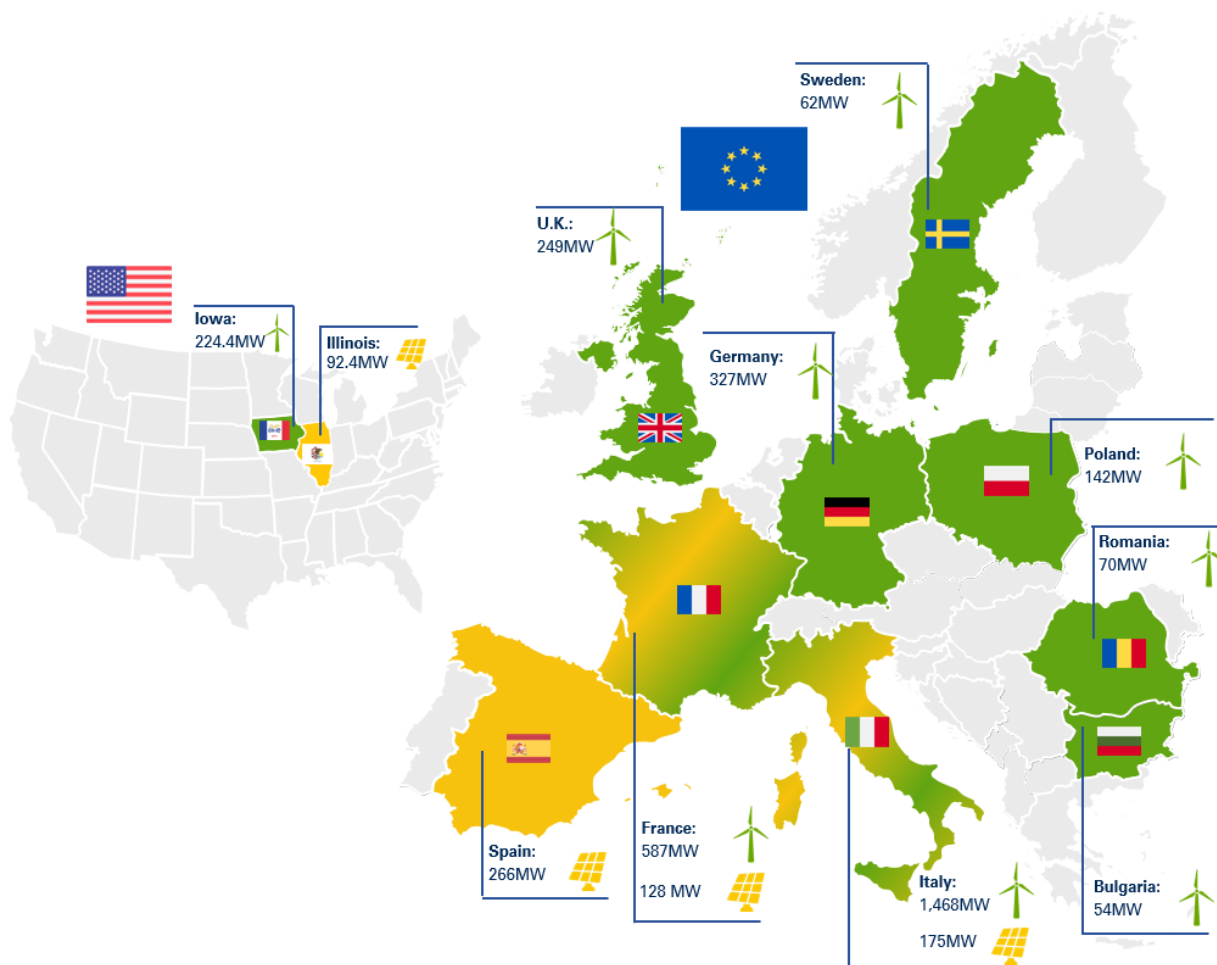 Sweden:
62MW
U.K.:
249MW
Iowa:
224.4MW
Illinois:
92.4MW
Germany:
327MW
Poland:
142MW
Romania:
70MW
Spain:
266MW
France:
587MW
128 MW
Italy:
1,468MW
175MW
Bulgaria:
54MW